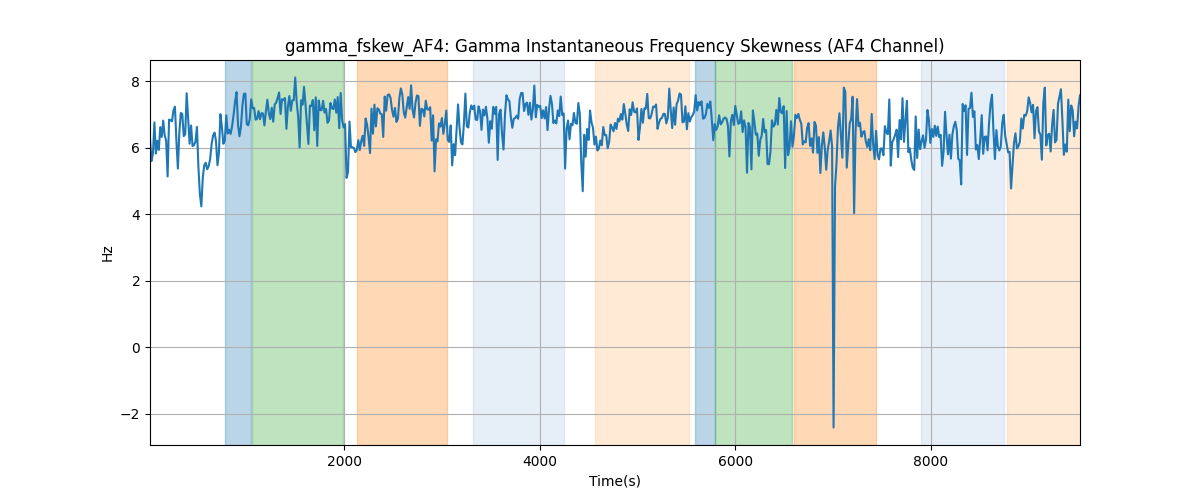 gamma_fskew_AF4: Gamma Instantaneous Frequency Skewness (AF4 Channel)
8
6
4
2
0
−2
Hz
2000 4000 6000 8000
Time(s)